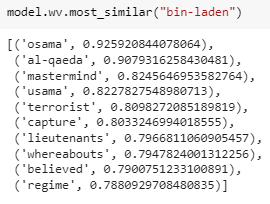 model.wv.most_similar("bin-laden")
[('osama', 0.925920844078064),
('al-qaeda', 0.9079316258430481),
('mastermind', 0.8245646953582764),
('usama', 0.8227827548980713),
('terrorist', 0.8098272085189819),
('capture', 0.8033246994018555),
('lieutenants', 0.7966811060905457),
('whereabouts', 0.7947824001312256),
('believed', 0.7900751233100891),
('regime', 0.7880929708480835)]